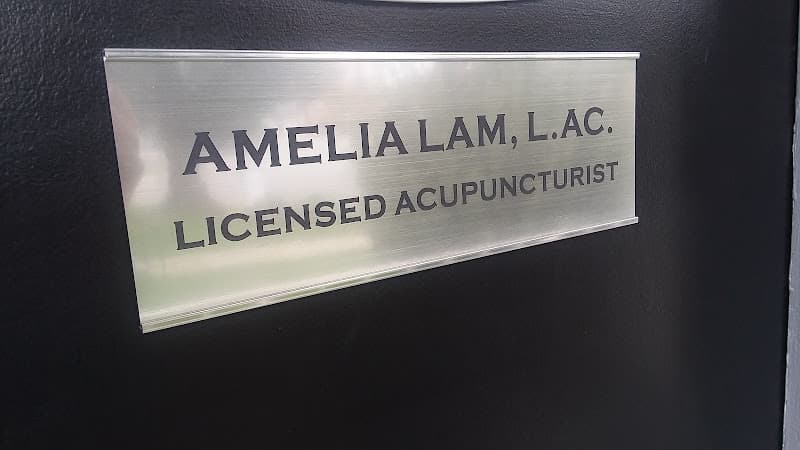 AMELIA LAM, L.AC.
LICENSED ACUPUNCTURIST